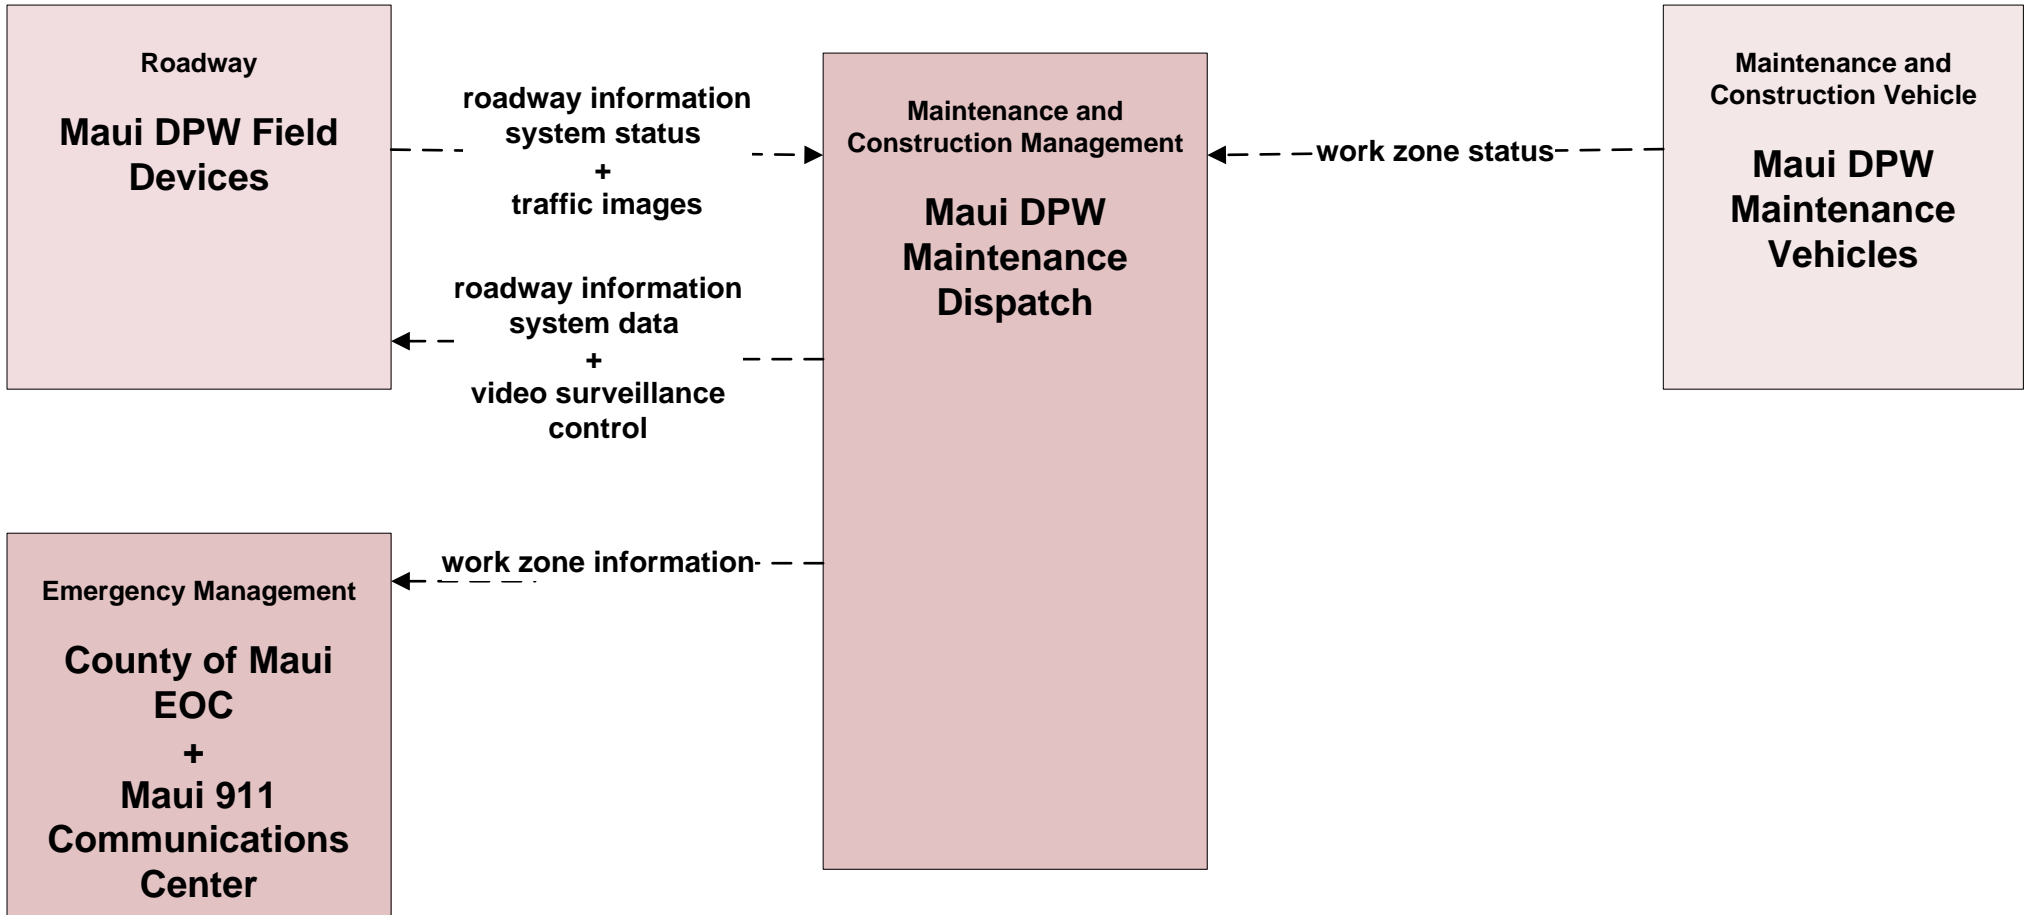 Roadway
Maui DPW Field
Devices
roadway information
system status
+
traffic images
roadway information
system data
+
video surveillance
control
Maintenance and
Construction Management
Maui DPW
Maintenance
Dispatch
work zone status
Maintenance and
Construction Vehicle
Maui DPW
Maintenance
Vehicles
work zone information
Emergency Management
County of Maui
EOC
+
Maui 911
Communications
Center